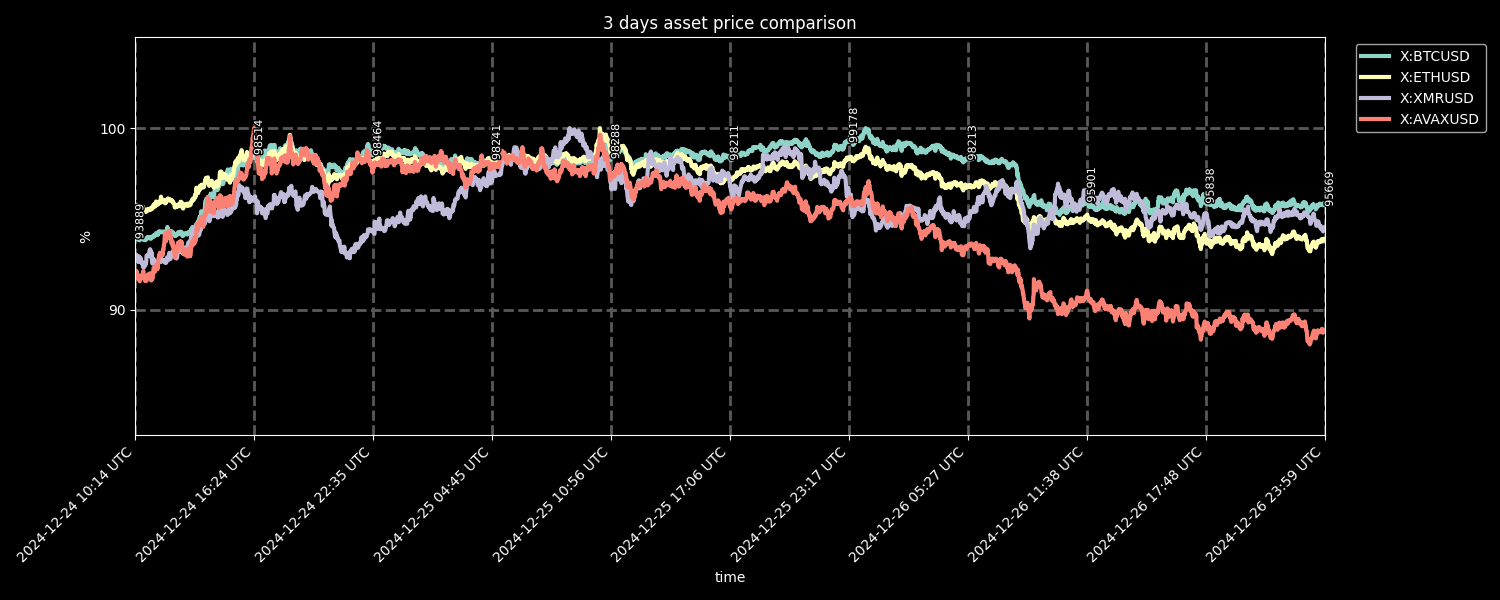 3 days asset price comparison
X:BTCUSD
X:ETHUSD
X:XMRUSD
X:AVAXUSD
100
90
%
93889
98514
98464
98241
98288
98211
99178
98213
95901
95838
95669
2024-12-24 10:14 UTC
2024-12-24 16:24 UTC
2024-12-24 22:35 UTC
2024-12-25 04:45 UTC
2024-12-25 10:56 UTC
2024-12-25 17:06 UTC
2024-12-25 23:17 UTC
2024-12-26 05:27 UTC
2024-12-26 11:38 UTC
2024-12-26 17:48 UTC
2024-12-26 23:59 UTC
time